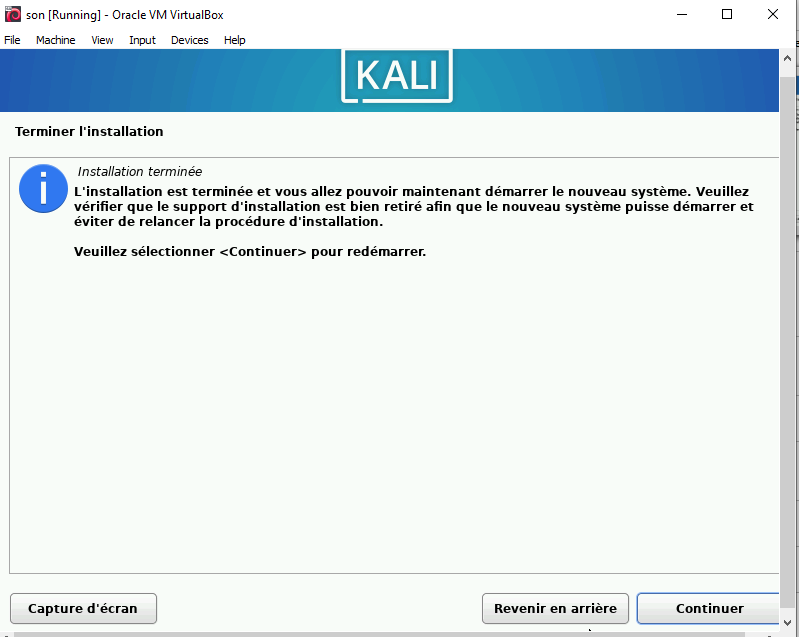 son [Running] - Oracle VM VirtualBox
File Machine View Input Devices Help
KALI
Terminer l'installation
Installation terminée
L'installation est terminée et vous allez pouvoir maintenant démarrer le nouveau système. Veuillez
vérifier que le support d'installation est bien retiré afin que le nouveau système puisse démarrer et
éviter de relancer la procédure d'installation.
Veuillez sélectionner <Continuer> pour redémarrer.
Capture d'écran Revenir en arrière Continuer